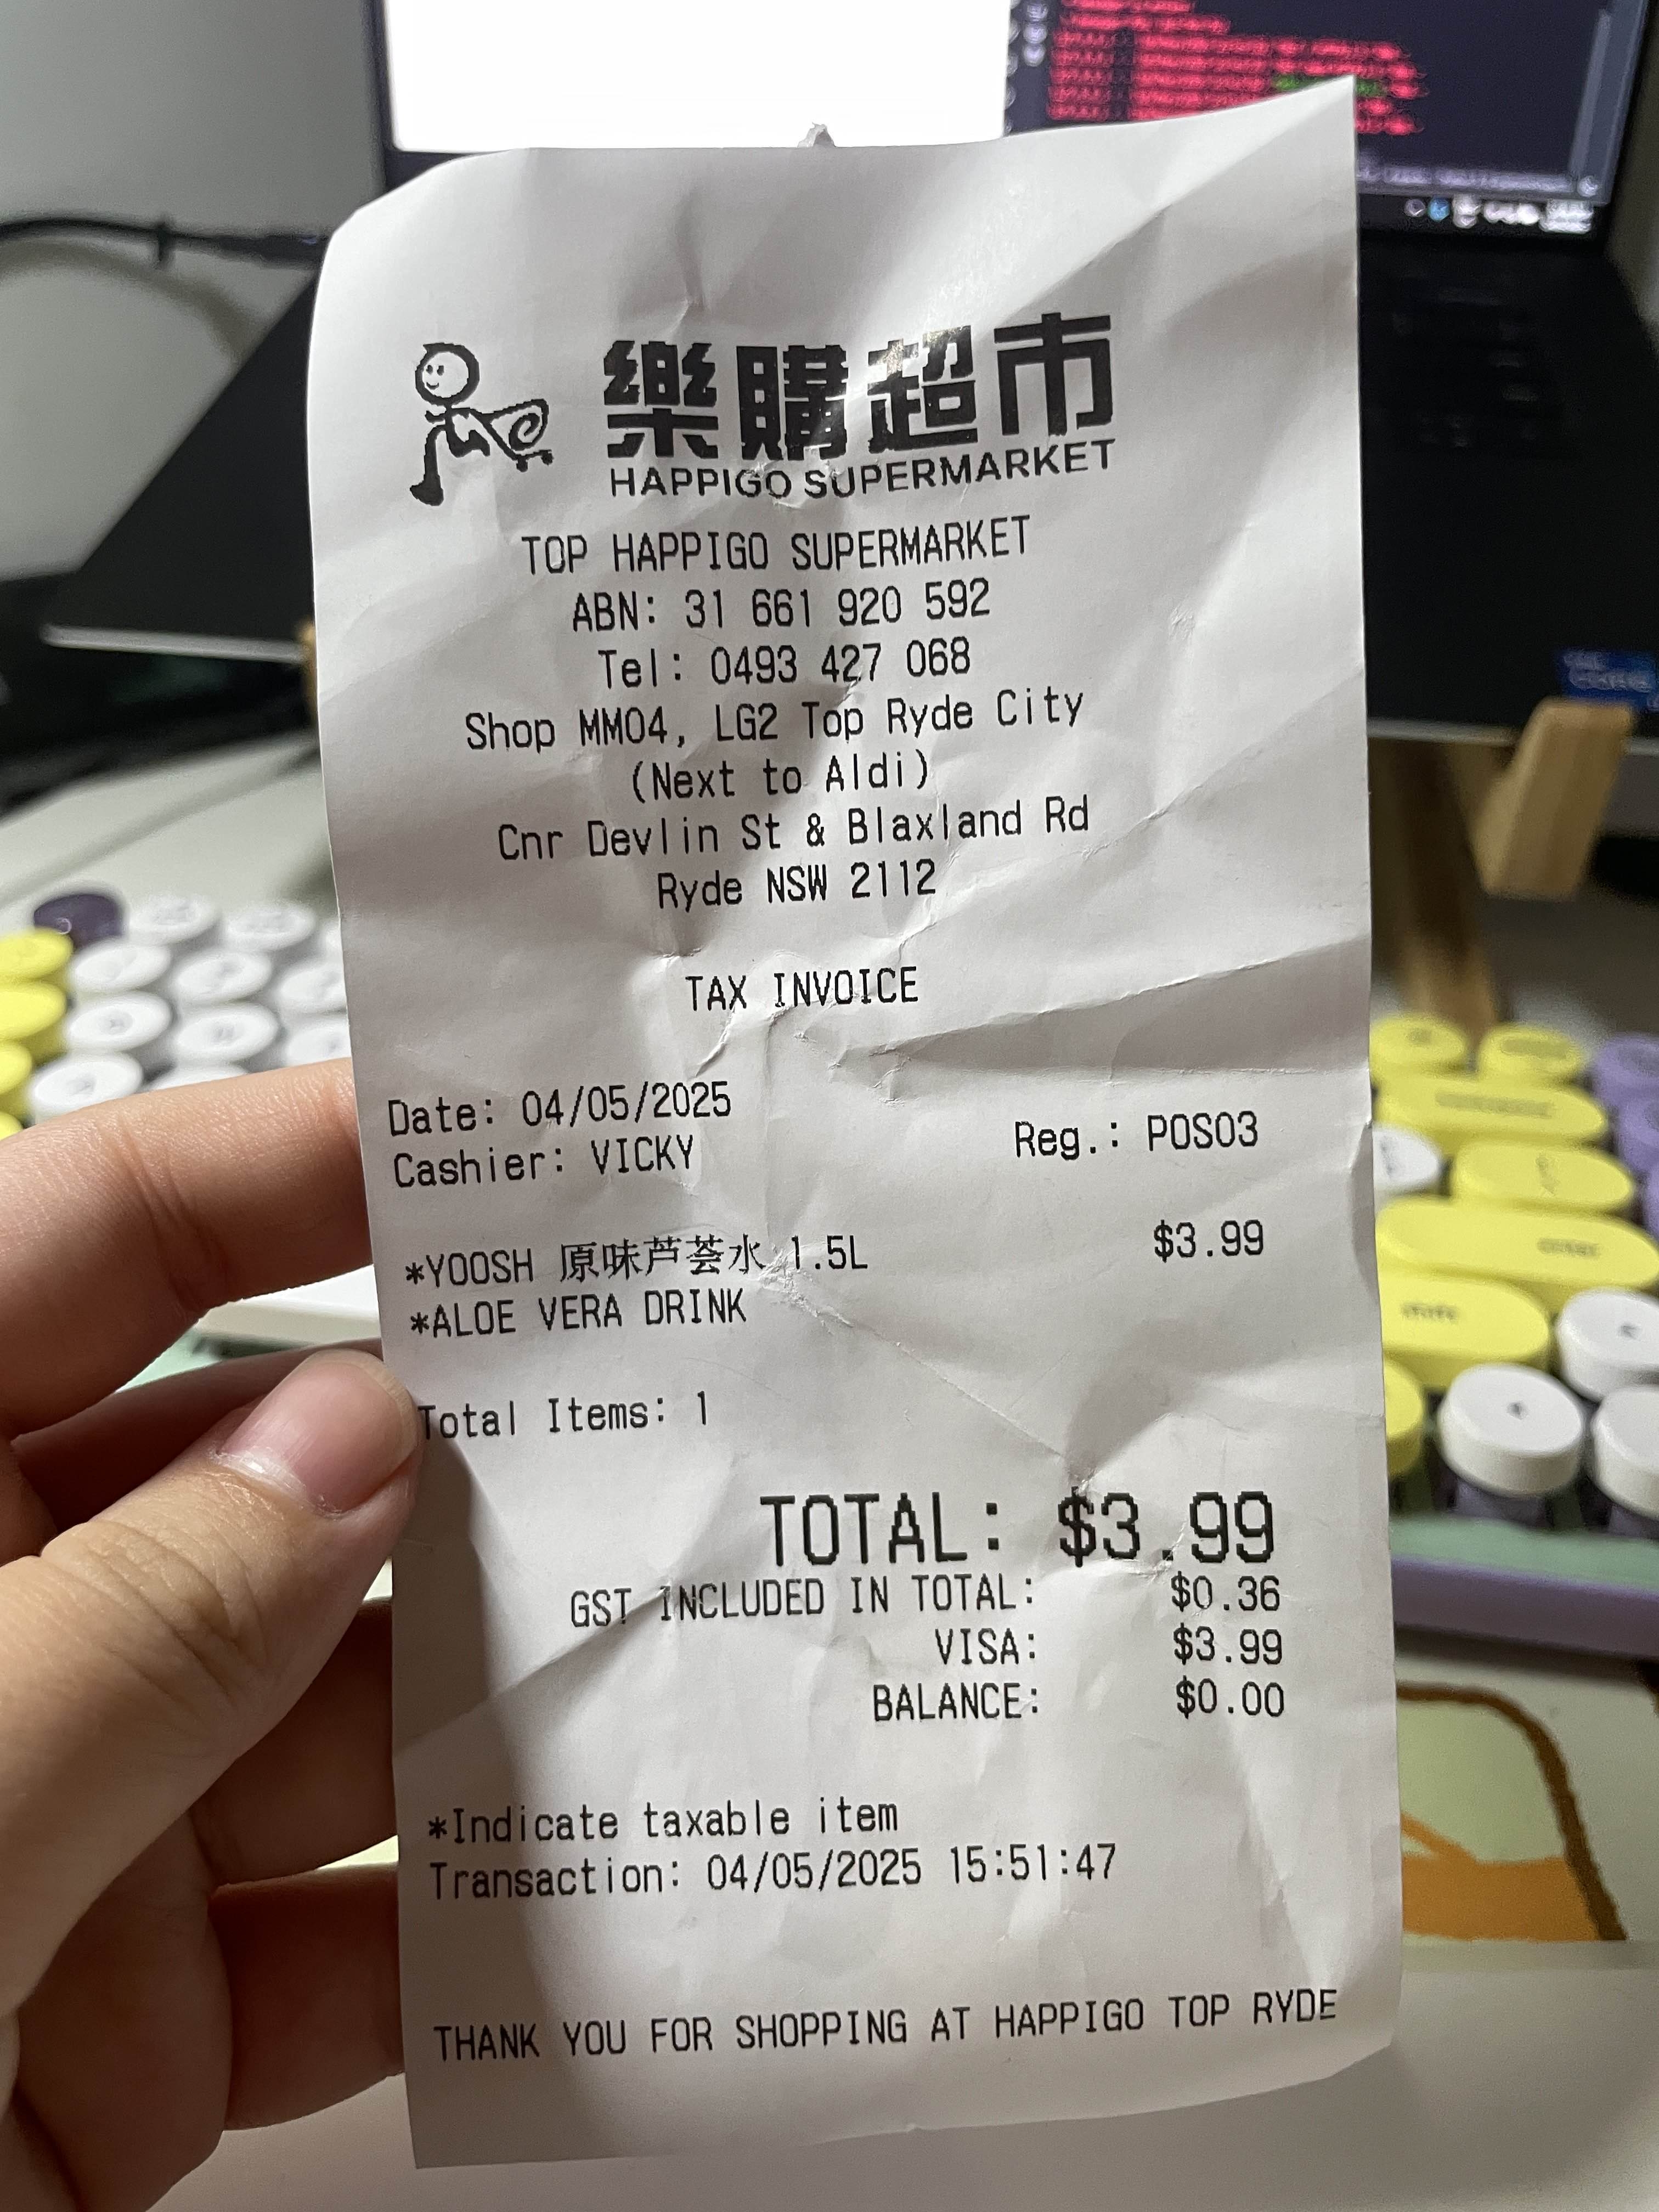 樂購超市
HAPPIGO SUPERMARKET
TOP HAPPIGO SUPERMARKET
ABN: 31 661 920 592
Tel: 0493 427 068
Shop MM04, LG2 Top Ryde City
(Next to Aldi)
Cnr Devlin St & Blaxland Rd
Ryde NSW 2112
TAX INVOICE
Date: 04/05/2025
Cashier: VICKY Reg.: POS03
*YOOSH 原味芦荟水 1.5L $3.99
*ALOE VERA DRINK
Total Items: 1
TOTAL: $3.99
GST INCLUDED IN TOTAL: $0.36
VISA: $3.99
BALANCE: $0.00
*Indicate taxable item
Transaction: 04/05/2025 15:51:47
THANK YOU FOR SHOPPING AT HAPPIGO TOP RYDE
shift